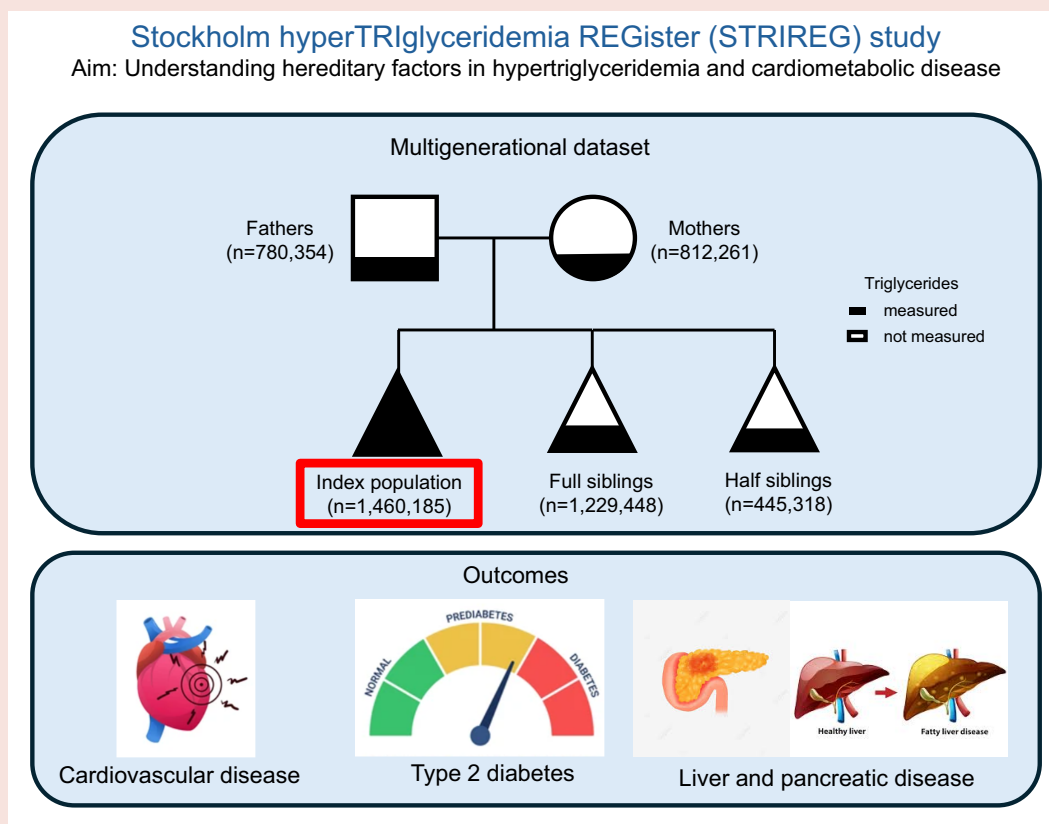 Stockholm hyperTRIglyceridemia REGister (STRIREG) study
Aim: Understanding hereditary factors in hypertriglyceridemia and cardiometabolic disease
Multigenerational dataset
Fathers
(n=780,354)
Mothers
(n=812,261)
Triglycerides
measured
not measured
Index population
(n=1,460,185)
Full siblings
(n=1,229,448)
Half siblings
(n=445,318)
Outcomes
NORMAL
PREDIABETES
DIABETES
Healthy liver
Fatty liver disease
Cardiovascular disease
Type 2 diabetes
Liver and pancreatic disease